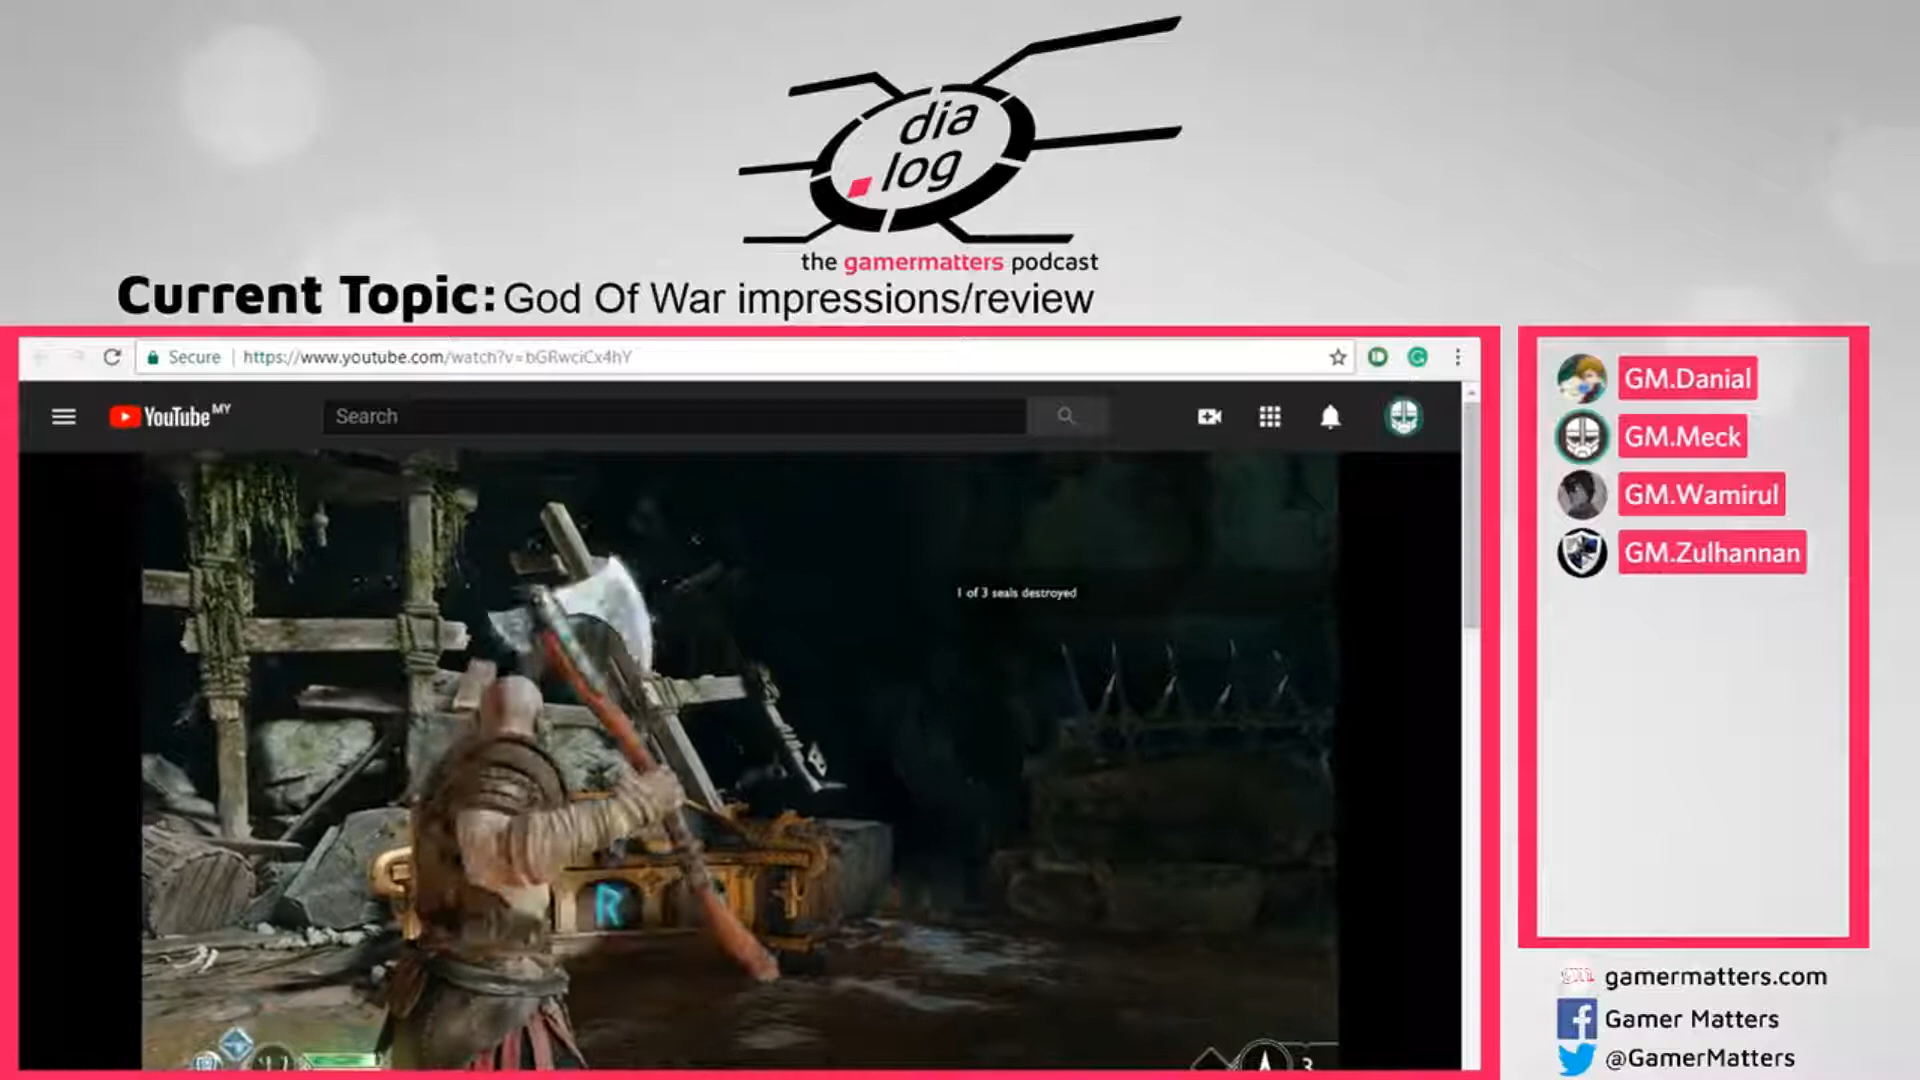 dia
.log
the gamermatters podcast
Current Topic: God Of War impressions/review
Secure | https://www.youtube.com/watch?v=bGRwciCx4hY
YouTube MY
Search
1 of 3 seals destroyed
R
3
GM.Danial
GM.Meck
GM.Wamirul
GM.Zulhannan
gamermatters.com
Gamer Matters
@GamerMatters